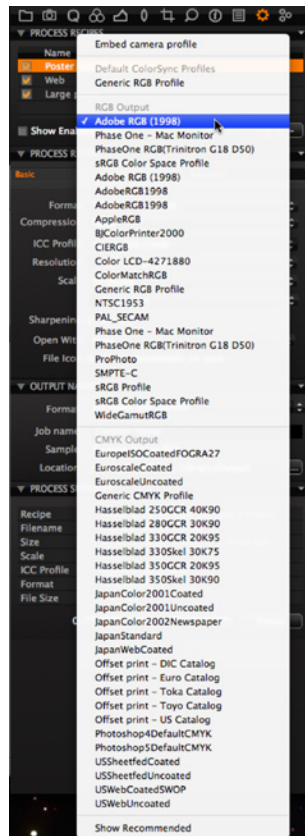 PROCESS RECIPES
Embed camera profile
Name
Default ColorSync Profiles
Poster
Generic RGB Profile
Web
Large p
RGB Output
Adobe RGB (1998)
Show Ena
Phase One - Mac Monitor
PhaseOne RGB(Trinitron G18 D50)
PROCESS R
sRGB Color Space Profile
Basic
Adobe RGB (1998)
AdobeRGB1998
Forma
AdobeRGB1998
Compressio
AppleRGB
BJColorPrinter2000
ICC Profil
CIERGB
Resolutio
Color LCD-4271880
Scal
ColorMatchRGB
Generic RGB Profile
NTSC1953
Sharpenin
PAL_SECAM
Open Wit
Phase One - Mac Monitor
PhaseOne RGB(Trinitron G18 D50)
File Ico
ProPhoto
SMPTE-C
OUTPUT NA
sRGB Profile
Forma
sRGB Color Space Profile
WideGamutRGB
Job name
CMYK Output
Sampl
EuropeISOCoatedFOGRA27
Location
EuroscaleCoated
EuroscaleUncoated
PROCESS S
Generic CMYK Profile
Recipe
Hasselblad 250GCR 40K90
Filename
Hasselblad 280GCR 30K90
Size
Hasselblad 330GCR 20K95
Scale
Hasselblad 330Skel 30K75
ICC Profile
Hasselblad 350GCR 20K95
Format
Hasselblad 350Skel 30K90
File Size
JapanColor2001Coated
JapanColor2001Uncoated
JapanColor2002Newspaper
JapanStandard
JapanWebCoated
Offset print - DIC Catalog
Offset print - Euro Catalog
Offset print - Toka Catalog
Offset print - Toyo Catalog
Offset print - US Catalog
Photoshop4DefaultCMYK
Photoshop5DefaultCMYK
USSheetfedCoated
USSheetfedUncoated
USWebCoatedSWOP
USWebUncoated
Show Recommended